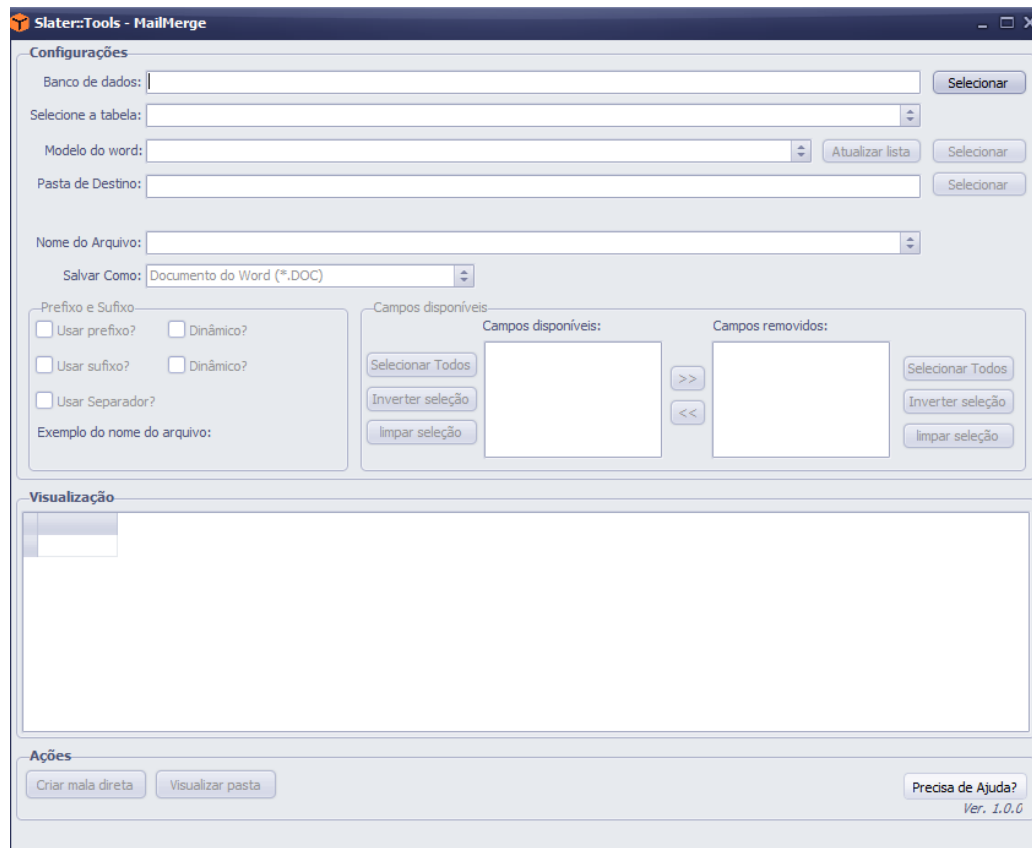 Slater::Tools - MailMerge
Configurações
Banco de dados:
Selecionar
Selecione a tabela:
Modelo do word:
Atualizar lista
Selecionar
Pasta de Destino:
Selecionar
Nome do Arquivo:
Salvar Como: Documento do Word (*.DOC)
Prefixo e Sufixo
Usar prefixo? Dinâmico?
Usar sufixo? Dinâmico?
Usar Separador?
Exemplo do nome do arquivo:
Campos disponíveis
Campos disponíveis:
Campos removidos:
Selecionar Todos
Inverter seleção
limpar seleção
>>
<<
Selecionar Todos
Inverter seleção
limpar seleção
Visualização
Ações
Criar mala direta
Visualizar pasta
Precisa de Ajuda?
Ver. 1.0.0